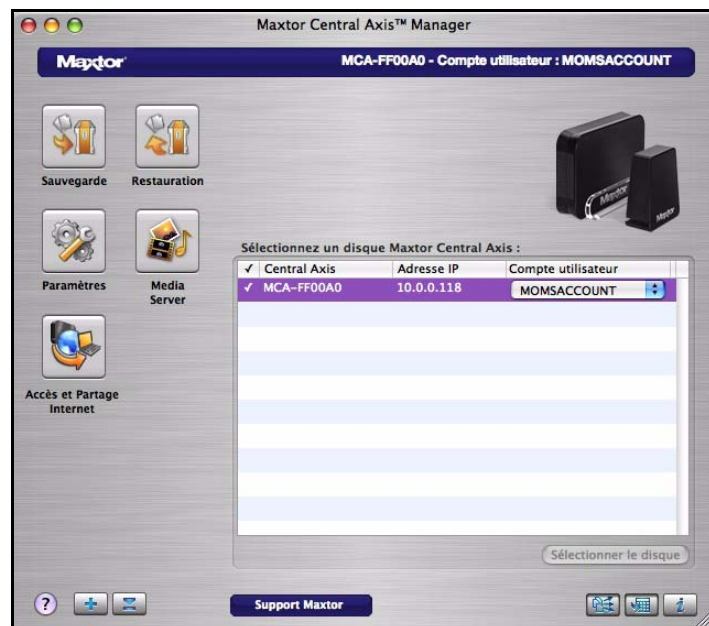 Maxtor Central Axis™ Manager
Maxtor
MCA-FF00A0 - Compte utilisateur : MOMSACCOUNT
Sauvegarde
Restauration
Maxtor
Maxtor
Paramètres
Media
Server
Accès et Partage
Internet
Sélectionnez un disque Maxtor Central Axis :
✓ Central Axis Adresse IP Compte utilisateur
✓ MCA-FF00A0 10.0.0.118 MOMSACCOUNT
Sélectionner le disque
?
Support Maxtor
i